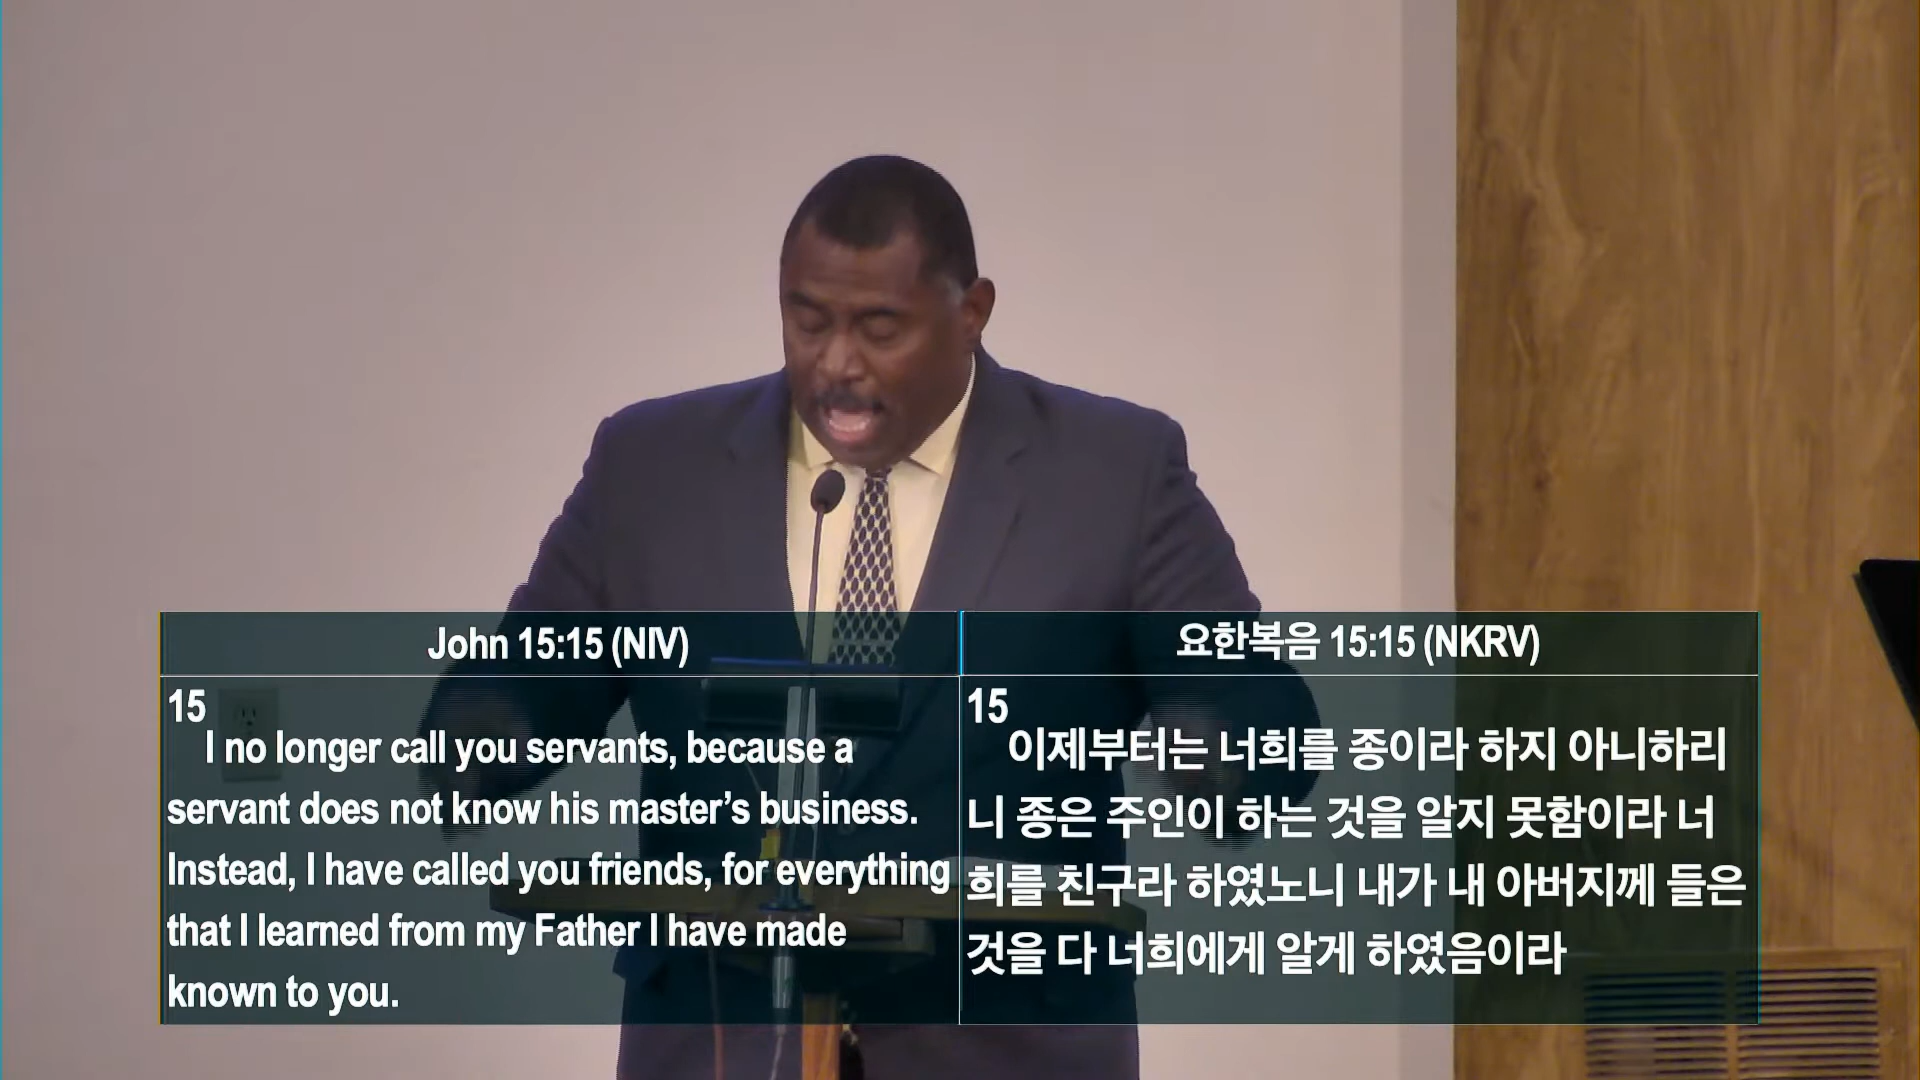 John 15:15 (NIV)
15
I no longer call you servants, because a
servant does not know his master’s business.
Instead, I have called you friends, for everything
that I learned from my Father I have made
known to you.
요한복음 15:15 (NKRV)
15
이제부터는 너희를 종이라 하지 아니하리
니 종은 주인이 하는 것을 알지 못함이라 너
희를 친구라 하였노니 내가 내 아버지께 들은
것을 다 너희에게 알게 하였음이라